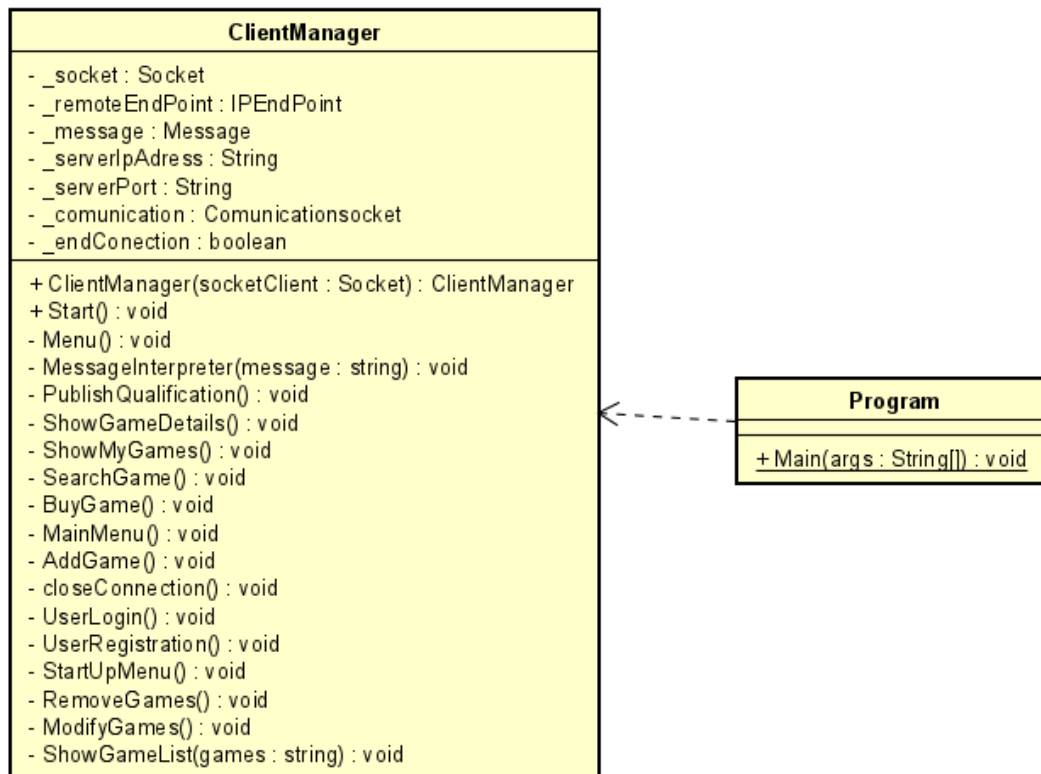 ClientManager
- _socket : Socket
- _remoteEndPoint : IPEndPoint
- _message : Message
- _serverIpAdress : String
- _serverPort : String
- _comunication : Comunicationsocket
- _endConection : boolean
+ ClientManager(socketClient : Socket) : ClientManager
+ Start() : void
- Menu() : void
- MessageInterpreter(message : string) : void
- PublishQualification() : void
- ShowGameDetails() : void
- ShowMyGames() : void
- SearchGame() : void
- BuyGame() : void
- MainMenu() : void
- AddGame() : void
- closeConnection() : void
- UserLogin() : void
- UserRegistration() : void
- StartUpMenu() : void
- RemoveGames() : void
- ModifyGames() : void
- ShowGameList(games : string) : void
Program
+ Main(args : String[]) : void